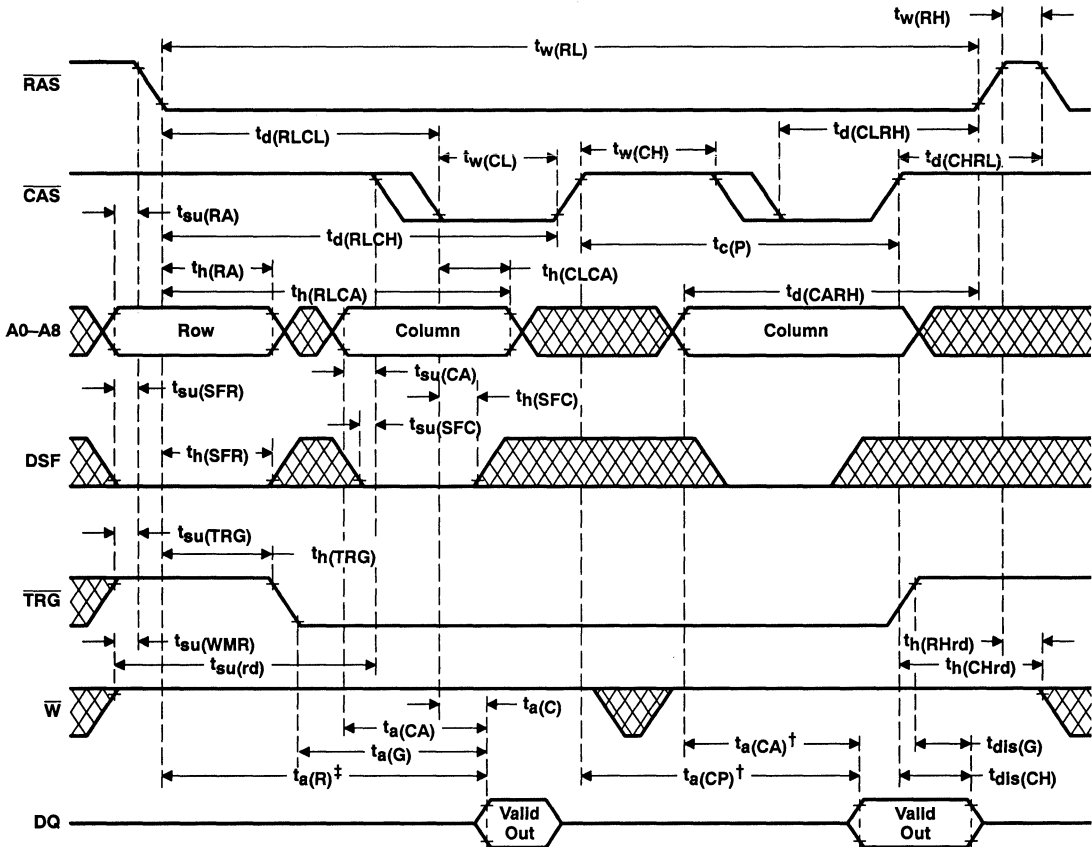 tw(RH)
tw(RL)
R̅A̅S̅
td(RLCL)
td(CLRH)
tw(CL)
tw(CH)
td(CHRL)
C̅A̅S̅
tsu(RA)
td(RLCH)
tc(P)
th(RA)
th(CLCA)
th(RLCA)
td(CARH)
A0–A8
Row
Column
Column
tsu(CA)
tsu(SFR)
th(SFC)
tsu(SFC)
DSF
th(SFR)
tsu(TRG)
th(TRG)
T̅R̅G̅
tsu(WMR)
th(RHrd)
tsu(rd)
th(CHrd)
W̅
ta(C)
ta(CA)
ta(CA)†
tdis(G)
ta(G)
ta(R)‡
ta(CP)†
tdis(CH)
DQ
Valid
Out
Valid
Out